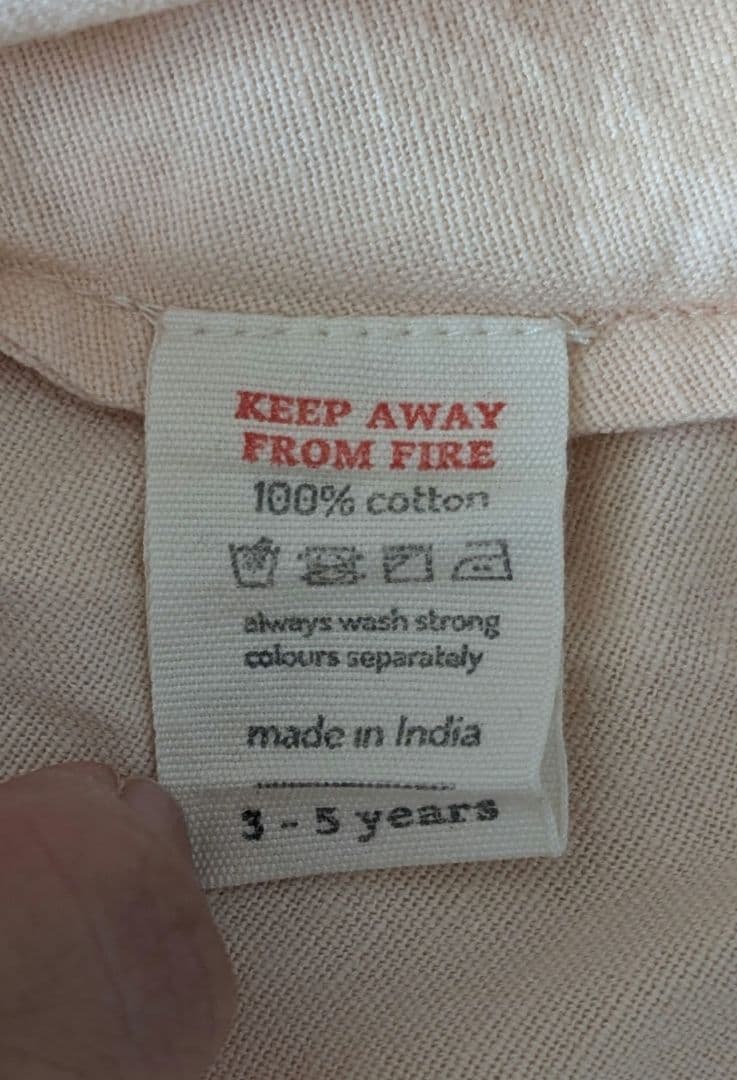 KEEP AWAY
FROM FIRE
100% cotton
always wash strong
colours separately
made in India
3 - 5 years